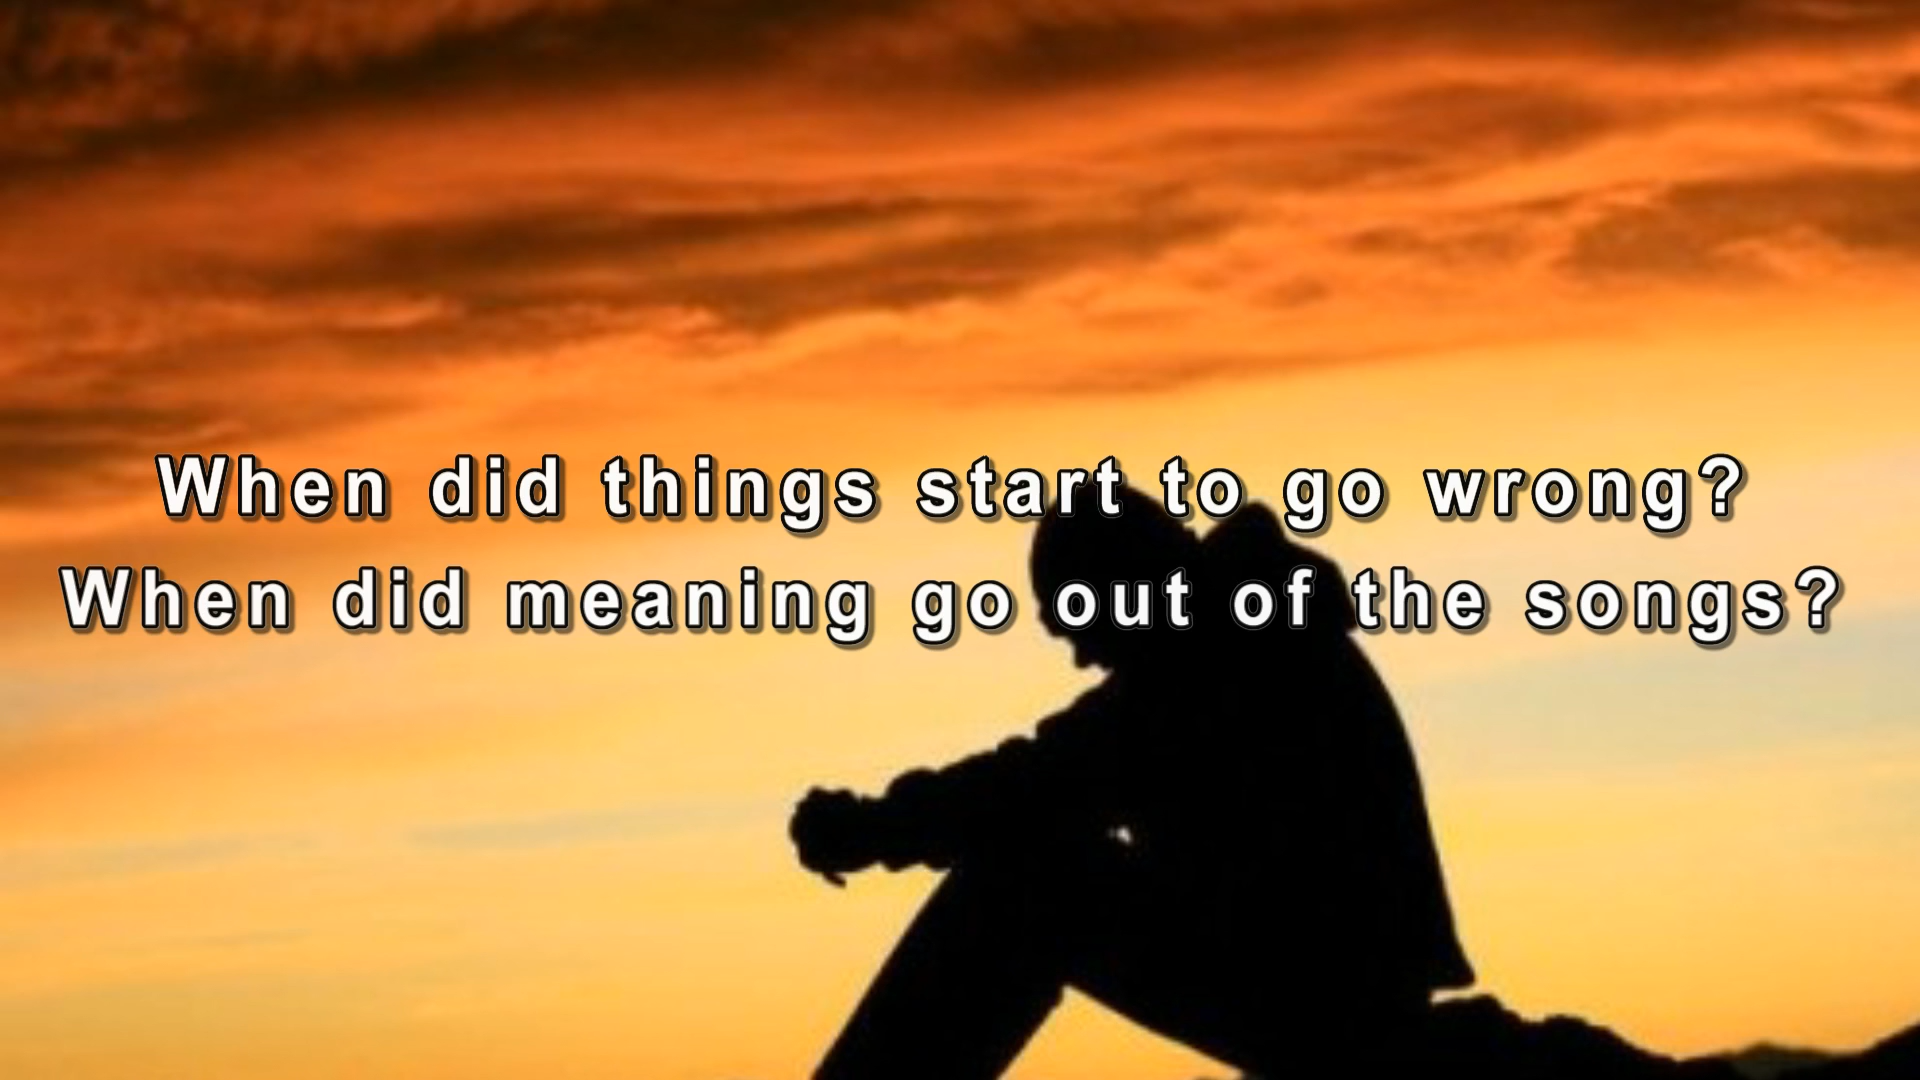 When did things start to go wrong?
When did meaning go out of the songs?